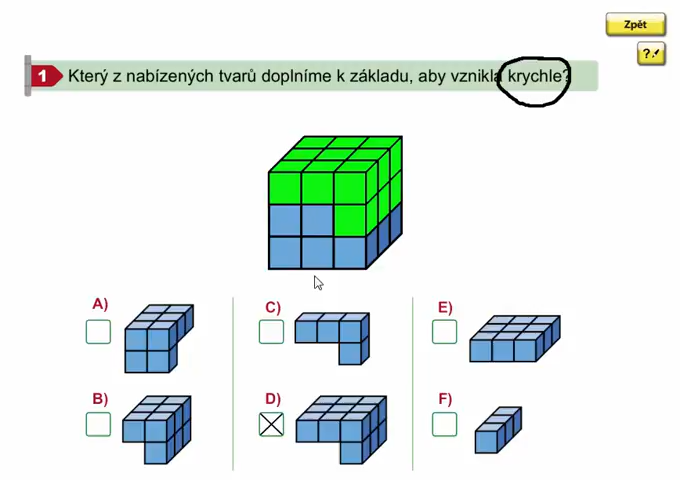 Zpět
?
1 Který z nabízených tvarů doplníme k základu, aby vznikla krychle?
A)
C)
E)
B)
D)
F)